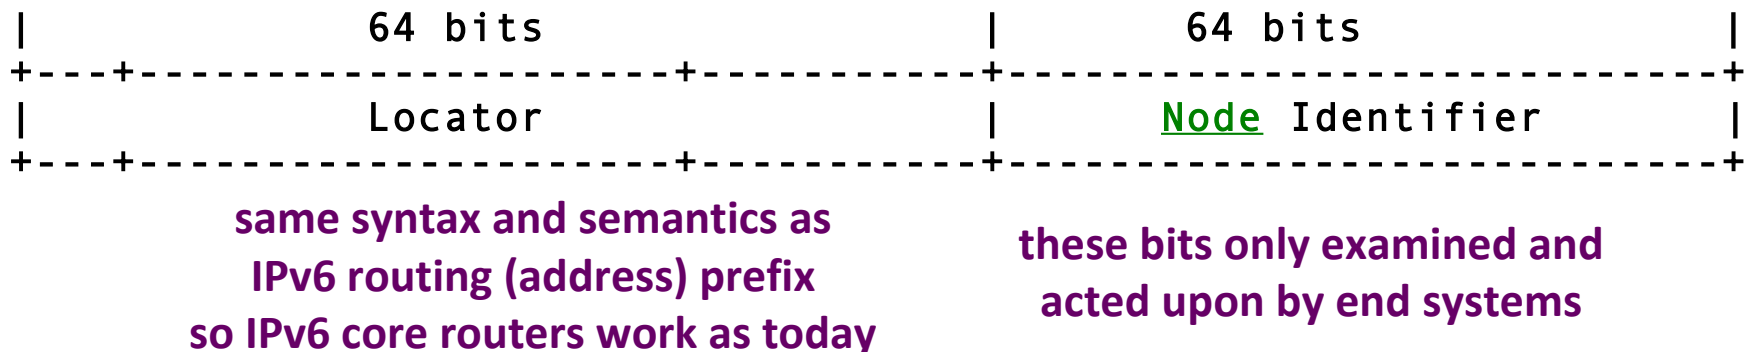 |             64 bits                 |       64 bits              |
+---+---------------------+-----------+----------------------------+
|             Locator                 |      Node Identifier       |
+---+---------------------+-----------+----------------------------+
same syntax and semantics as
IPv6 routing (address) prefix
so IPv6 core routers work as today
these bits only examined and
acted upon by end systems